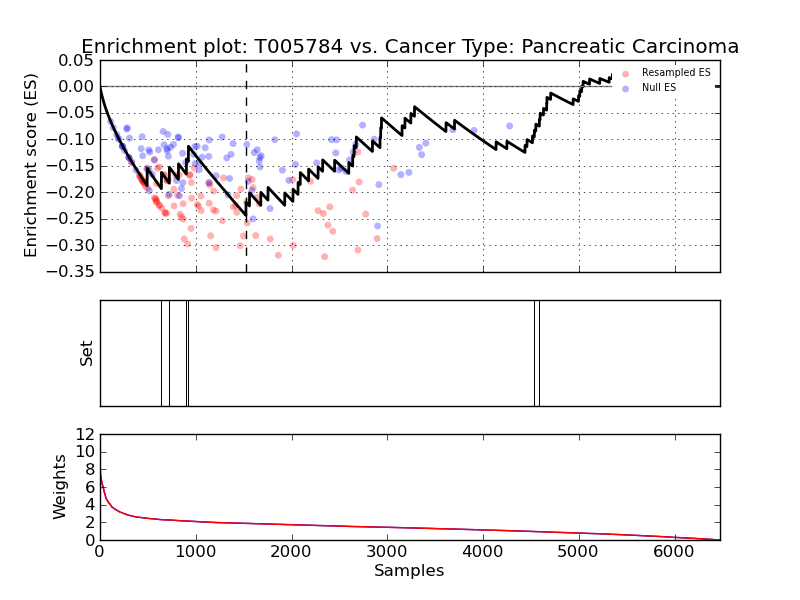 Enrichment plot: T005784 vs. Cancer Type: Pancreatic Carcinoma
Enrichment score (ES)
0.05
0.00
−0.05
−0.10
−0.15
−0.20
−0.25
−0.30
−0.35
Resampled ES
Null ES
Set
Weights
12
10
8
6
4
2
0
0 1000 2000 3000 4000 5000 6000
Samples